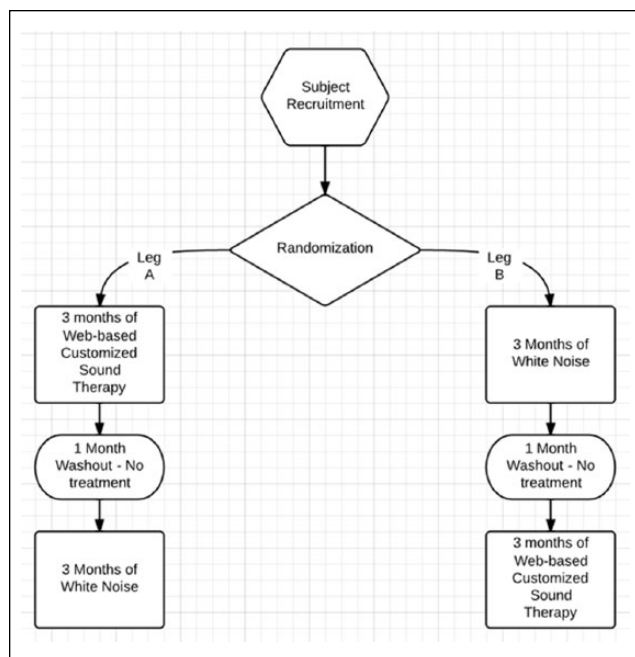 Subject
Recruitment
Randomization
Leg
A
Leg
B
3 months of
Web-based
Customized
Sound
Therapy
3 Months of
White Noise
1 Month
Washout - No
treatment
1 Month
Washout - No
treatment
3 Months of
White Noise
3 months of
Web-based
Customized
Sound
Therapy